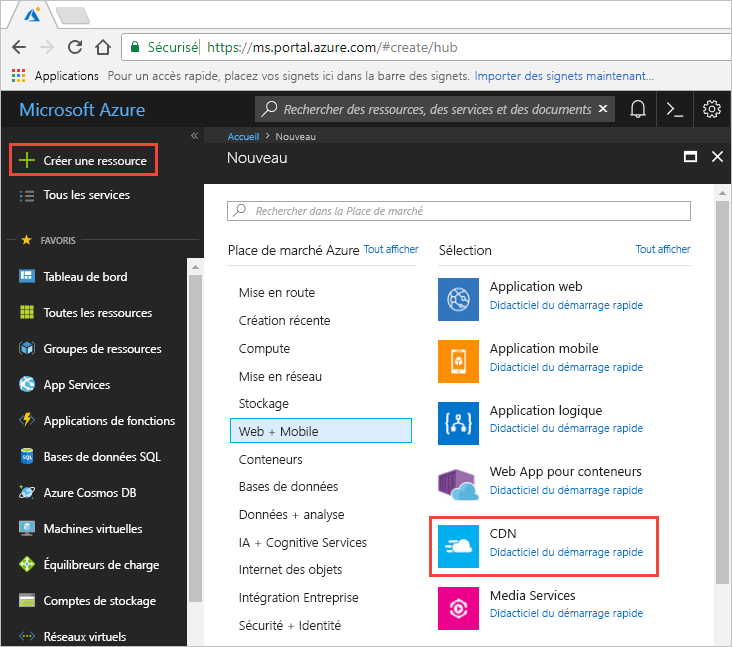 Sécurisé https://ms.portal.azure.com/#create/hub
Applications Pour un accès rapide, placez vos signets ici dans la barre des signets. Importer des signets maintenant...
Microsoft Azure
Rechercher des ressources, des services et des documents
Créer une ressource
Tous les services
FAVORIS
Tableau de bord
Toutes les ressources
Groupes de ressources
App Services
Applications de fonctions
Bases de données SQL
Azure Cosmos DB
Machines virtuelles
Équilibreurs de charge
Comptes de stockage
Réseaux virtuels
Accueil > Nouveau
Nouveau
Rechercher dans la Place de marché
Place de marché Azure Tout afficher
Mise en route
Création récente
Compute
Mise en réseau
Stockage
Web + Mobile
Conteneurs
Bases de données
Données + analyse
IA + Cognitive Services
Internet des objets
Intégration Entreprise
Sécurité + Identité
Sélection Tout afficher
Application web
Didacticiel du démarrage rapide
Application mobile
Didacticiel du démarrage rapide
Application logique
Didacticiel du démarrage rapide
Web App pour conteneurs
Didacticiel du démarrage rapide
CDN
Didacticiel du démarrage rapide
Media Services
Didacticiel du démarrage rapide